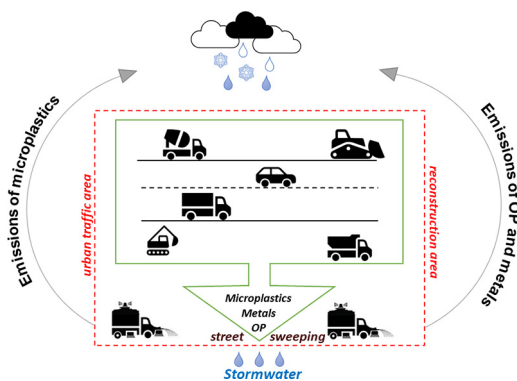 Emissions of microplastics
urban traffic area
reconstruction area
Emissions of OP and metals
Microplastics
Metals
OP
street sweeping
Stormwater